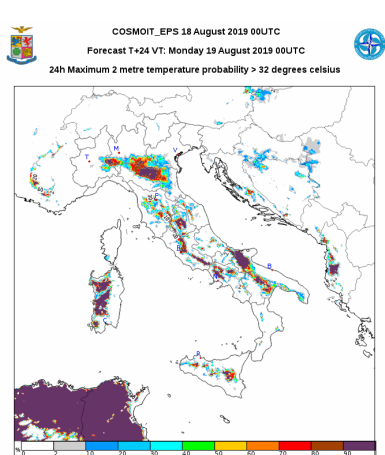 COSMOIT_EPS 18 August 2019 00UTC
Forecast T+24 VT: Monday 19 August 2019 00UTC
24h Maximum 2 metre temperature probability > 32 degrees celsius
M
T
V
B
P
% 0 2 10 20 30 40 50 60 70 80 90